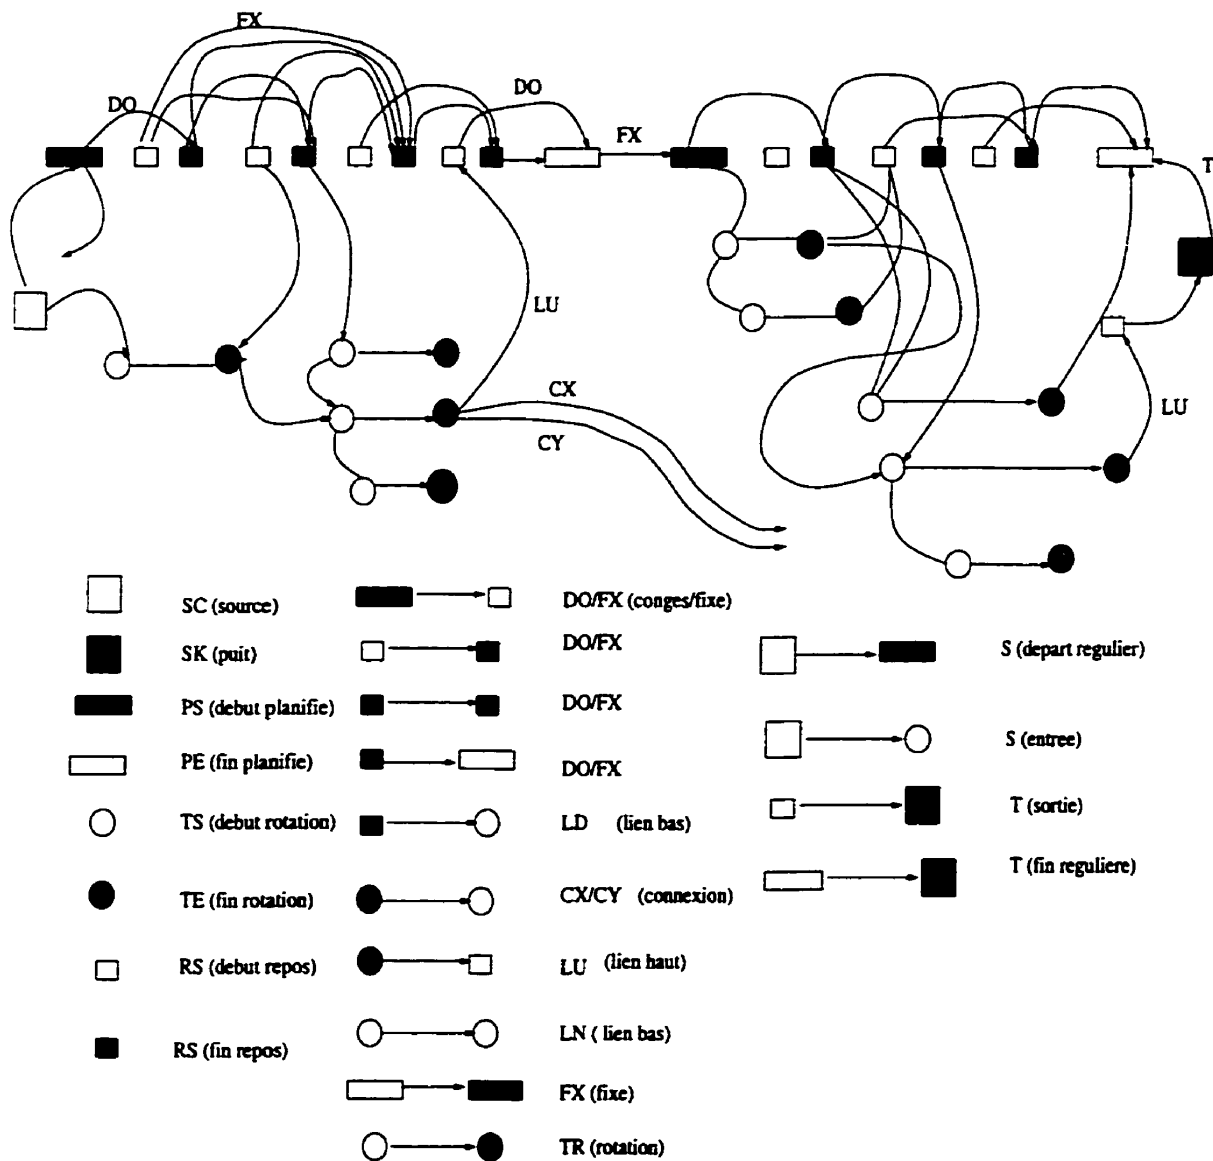 FX
DO
DO
FX
T
LU
CX
CY
LU
SC (source)
SK (puit)
PS (debut planifie)
PE (fin planifie)
TS (debut rotation)
TE (fin rotation)
RS (debut repos)
RS (fin repos)
DO/FX (conges/fixe)
DO/FX
DO/FX
DO/FX
LD (lien bas)
CX/CY (connexion)
LU (lien haut)
LN ( lien bas)
FX (fixe)
TR (rotation)
S (depart regulier)
S (entree)
T (sortie)
T (fin reguliere)